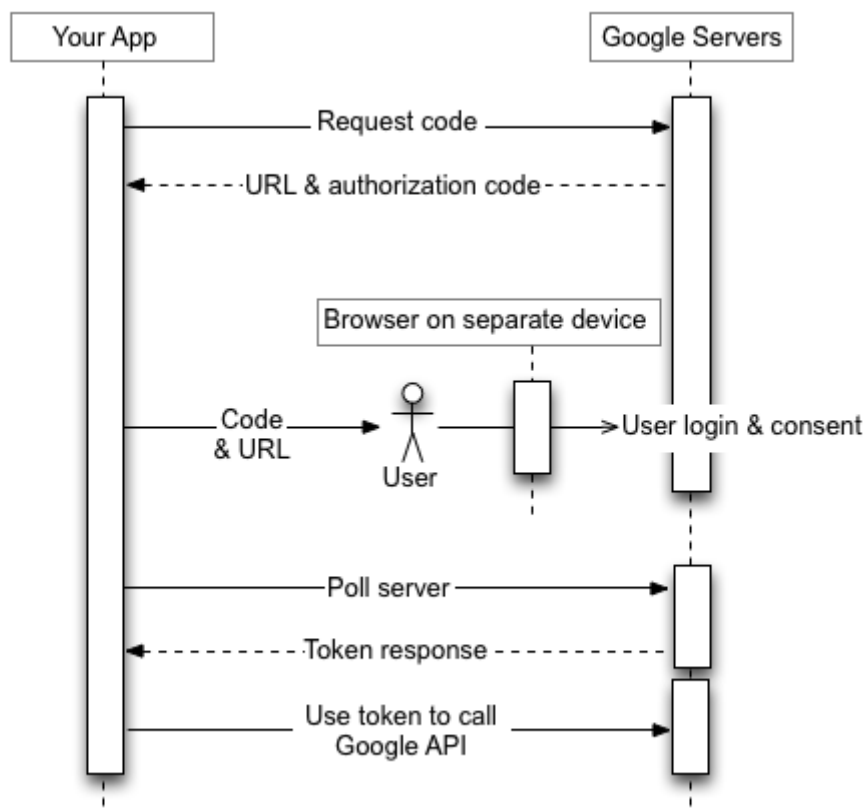 Your App
Google Servers
Request code
URL & authorization code
Browser on separate device
Code
& URL
User
User login & consent
Poll server
Token response
Use token to call
Google API